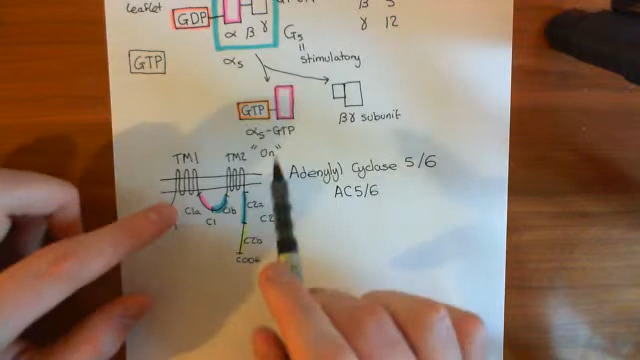 leaflet
GDP
α β γ
Gs
=
stimulatory
β 5
γ 12
GTP
αs
GTP
αs-GTP
"On"
βγ subunit
TM1
TM2
Adenylyl Cyclase 5/6
AC5/6
C1a
C1b
C1
C2a
C2
C2b
COOH